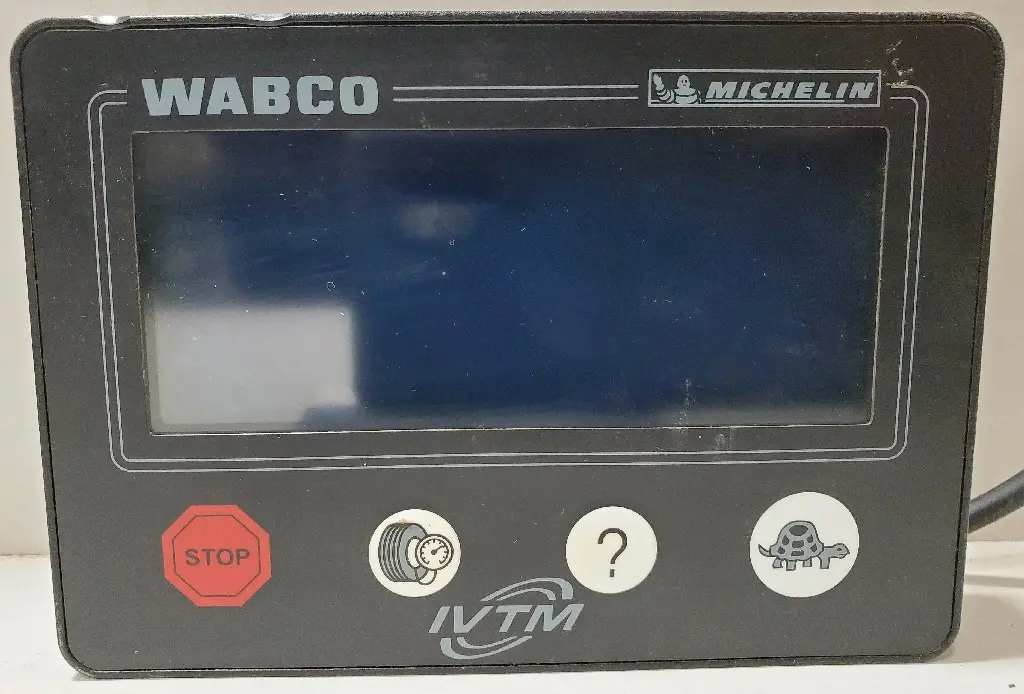 WABCO
MICHELIN
STOP
?
IVTM